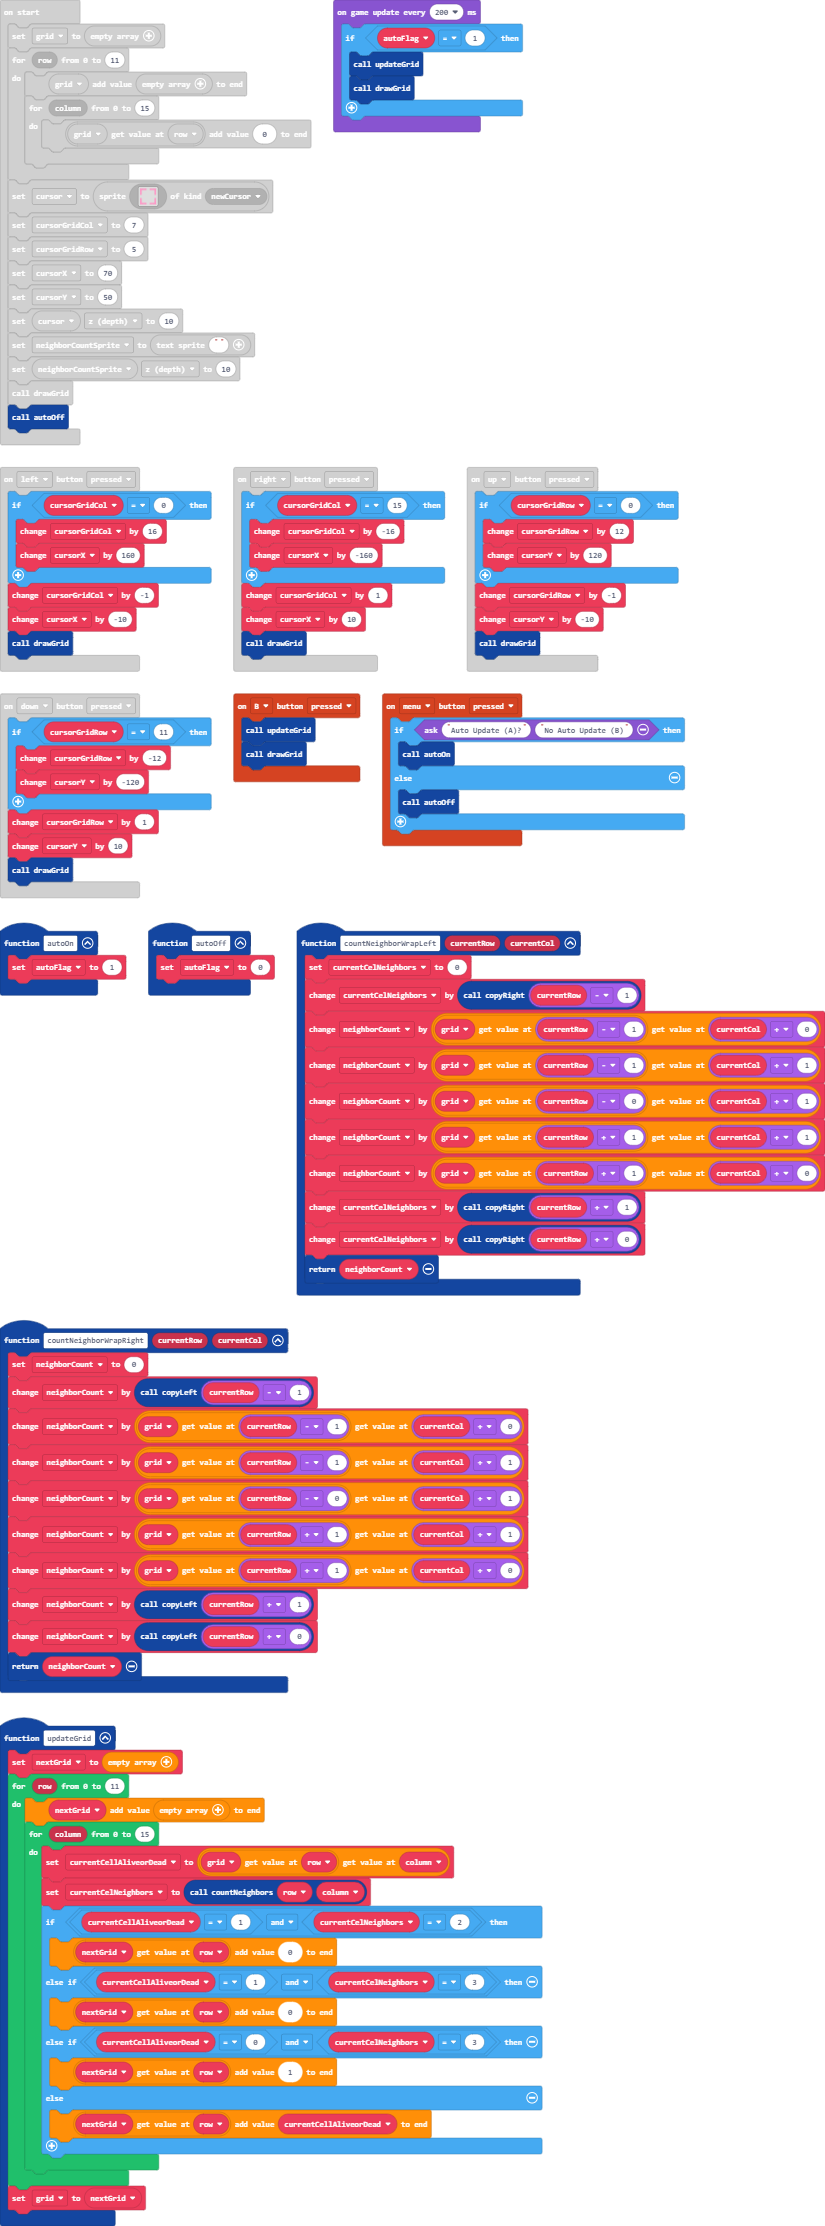 on start
set grid to empty array
for row from 0 to 11
do grid add value empty array to end
for column from 0 to 15
do grid get value at row add value 0 to end
set cursor to sprite of kind newCursor
set cursorGridCol to 7
set cursorGridRow to 5
set cursorX to 70
set cursorY to 50
set cursor z (depth) to 10
set neighborCountSprite to text sprite " "
set neighborCountSprite z (depth) to 10
call drawGrid
call autoOff
on game update every 200 ms
if autoFlag = 1 then
call updateGrid
call drawGrid
on left button pressed
if cursorGridCol = 0 then
change cursorGridCol by 16
change cursorX by 160
change cursorGridCol by -1
change cursorX by -10
call drawGrid
on right button pressed
if cursorGridCol = 15 then
change cursorGridCol by -16
change cursorX by -160
change cursorGridCol by 1
change cursorX by 10
call drawGrid
on up button pressed
if cursorGridRow = 0 then
change cursorGridRow by 12
change cursorY by 120
change cursorGridRow by -1
change cursorY by -10
call drawGrid
on down button pressed
if cursorGridRow = 11 then
change cursorGridRow by -12
change cursorY by -120
change cursorGridRow by 1
change cursorY by 10
call drawGrid
on B button pressed
call updateGrid
call drawGrid
on menu button pressed
if ask "Auto Update (A)?" "No Auto Update (B)" then
call autoOn
else
call autoOff
function autoOn
set autoFlag to 1
function autoOff
set autoFlag to 0
function countNeighborWrapLeft currentRow currentCol
set currentCelNeighbors to 0
change currentCelNeighbors by call copyRight currentRow - 1
change neighborCount by grid get value at currentRow - 1 get value at currentCol + 0
change neighborCount by grid get value at currentRow - 1 get value at currentCol + 1
change neighborCount by grid get value at currentRow - 0 get value at currentCol + 1
change neighborCount by grid get value at currentRow + 1 get value at currentCol + 1
change neighborCount by grid get value at currentRow + 1 get value at currentCol + 0
change currentCelNeighbors by call copyRight currentRow + 1
change currentCelNeighbors by call copyRight currentRow + 0
return neighborCount
function countNeighborWrapRight currentRow currentCol
set neighborCount to 0
change neighborCount by call copyLeft currentRow - 1
change neighborCount by grid get value at currentRow - 1 get value at currentCol + 0
change neighborCount by grid get value at currentRow - 1 get value at currentCol + 1
change neighborCount by grid get value at currentRow - 0 get value at currentCol + 1
change neighborCount by grid get value at currentRow + 1 get value at currentCol + 1
change neighborCount by grid get value at currentRow + 1 get value at currentCol + 0
change neighborCount by call copyLeft currentRow + 1
change neighborCount by call copyLeft currentRow + 0
return neighborCount
function updateGrid
set nextGrid to empty array
for row from 0 to 11
do nextGrid add value empty array to end
for column from 0 to 15
do set currentCellAliveorDead to grid get value at row get value at column
set currentCelNeighbors to call countNeighbors row column
if currentCellAliveorDead = 1 and currentCelNeighbors = 2 then
nextGrid get value at row add value 0 to end
else if currentCellAliveorDead = 1 and currentCelNeighbors = 3 then
nextGrid get value at row add value 0 to end
else if currentCellAliveorDead = 0 and currentCelNeighbors = 3 then
nextGrid get value at row add value 1 to end
else
nextGrid get value at row add value currentCellAliveorDead to end
set grid to nextGrid